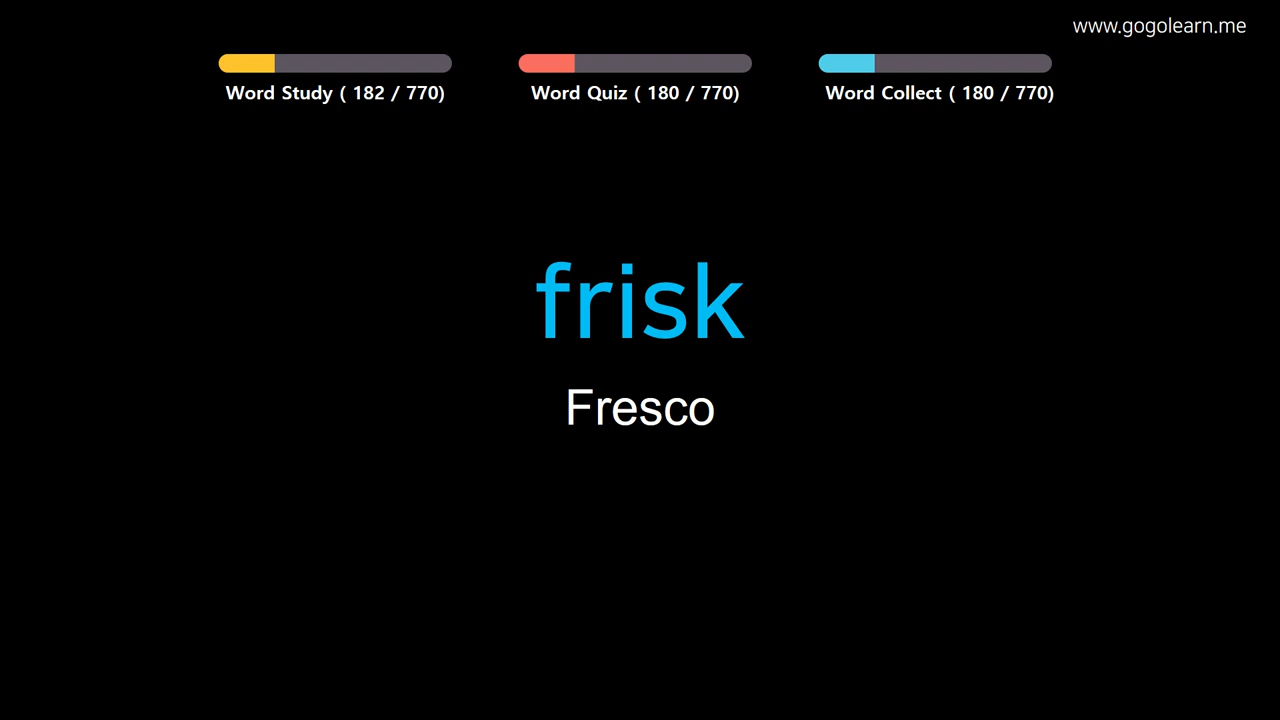 www.gogolearn.me
Word Study ( 182 / 770)
Word Quiz ( 180 / 770)
Word Collect ( 180 / 770)
frisk
Fresco